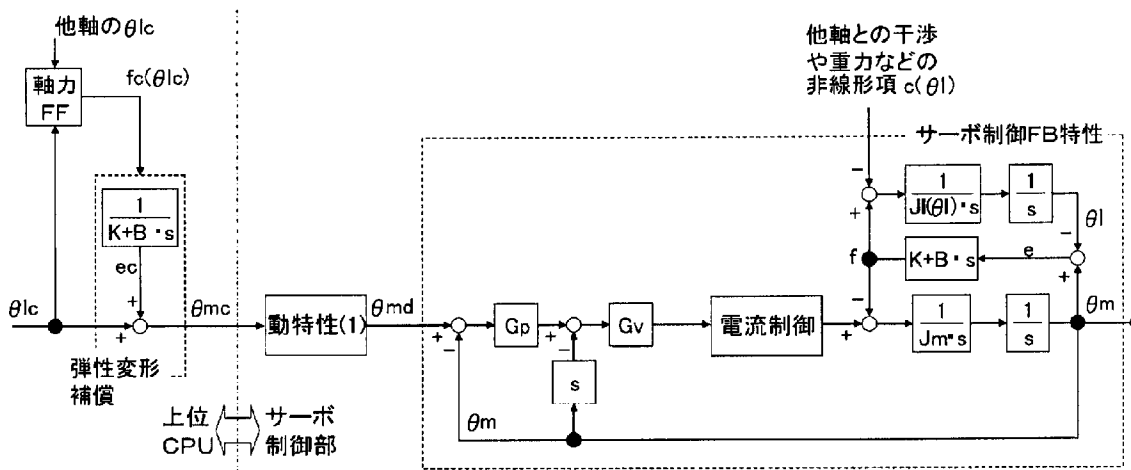 他軸のθlc
軸力
FF
fc(θlc)
1
K+B・s
ec
+
+
θlc
弾性変形
補償
θmc
上位
CPU
サーボ
制御部
動特性(1)
θmd
+
−
Gp
+
−
Gv
s
θm
電流制御
他軸との干渉
や重力などの
非線形項 c(θl)
サーボ制御FB特性
−
+
1
Jl(θl)・s
1
s
θl
−
f
K+B・s
e
+
−
+
1
Jm・s
1
s
θm